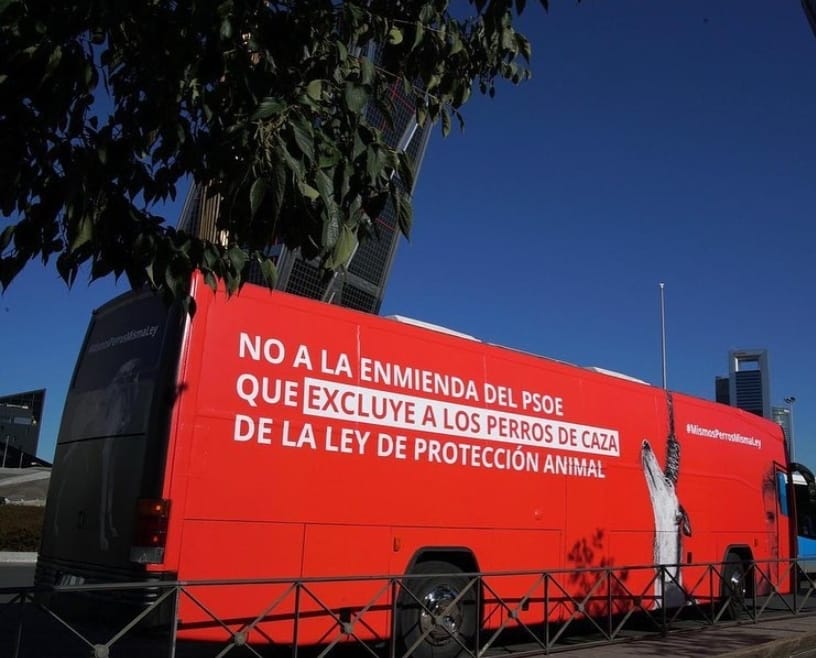 #MismosPerrosMismaLey
NO A LA ENMIENDA DEL PSOE
QUE EXCLUYE A LOS PERROS DE CAZA
DE LA LEY DE PROTECCIÓN ANIMAL
#MismosPerrosMismaLey